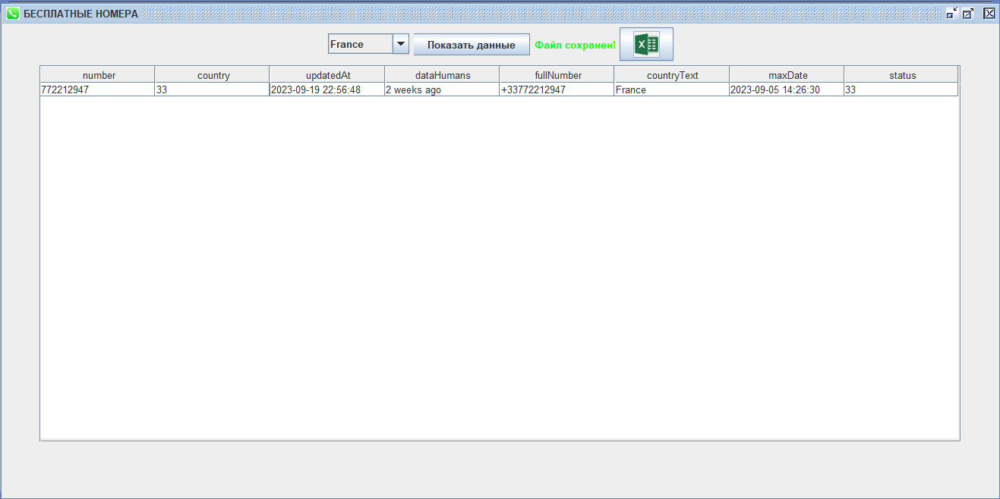 БЕСПЛАТНЫЕ НОМЕРА
France Показать данные Файл сохранен!
number country updatedAt dataHumans fullNumber countryText maxDate status
772212947 33 2023-09-19 22:56:48 2 weeks ago +33772212947 France 2023-09-05 14:26:30 33